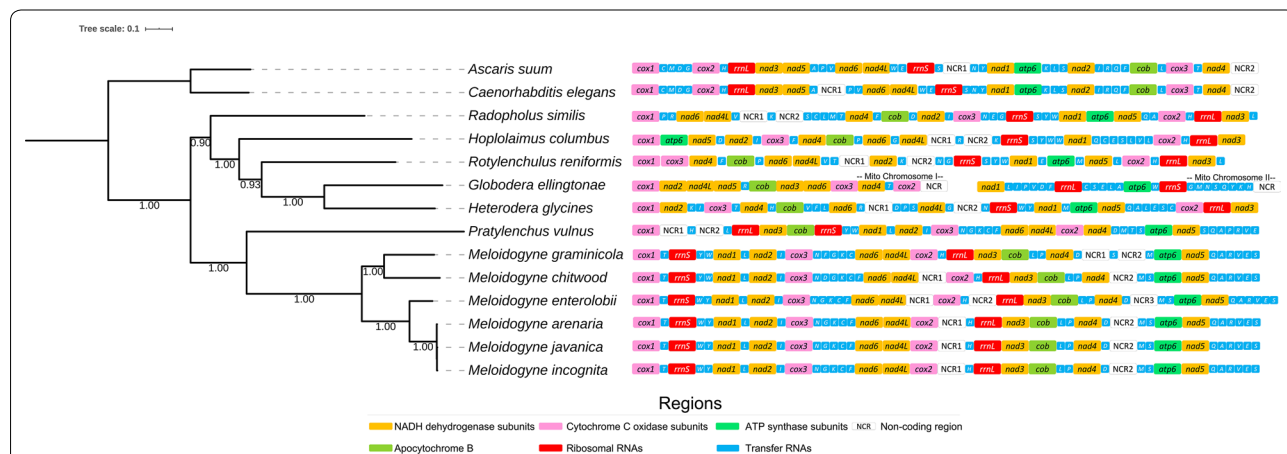 Tree scale: 0.1
Ascaris suum cox1 C M D G cox2 H rrnL nad3 nad5 A P V nad6 nad4L W E rrnS G NCR1 N Y nad1 atp6 K L S nad2 I R Q F cob L cox3 T nad4 NCR2
Caenorhabditis elegans cox1 C M D G cox2 H rrnL nad3 nad5 A NCR1 P V nad6 nad4L W E rrnS S N Y nad1 atp6 K L S nad2 I R Q F cob L cox3 T nad4 NCR2
Radopholus similis cox1 P R nad6 nad4L V NCR1 K NCR2 S C L M T nad4 F cob D nad2 I cox3 N E G rrnS S Y W nad1 atp6 nad5 Q A cox2 H rrnL nad3 L
0.90
Hoplolaimus columbus cox1 atp6 nad5 D nad2 I cox3 F nad4 cob P nad6 G nad4L NCR1 R NCR2 K rrnS S Y W W nad1 Q C E E S L V L cox2 H rrnL nad3
1.00
Rotylenchulus reniformis cox1 cox3 nad4 F cob P nad6 nad4L V T NCR1 nad2 K NCR2 N G rrnS S Y W nad1 E atp6 M nad5 L cox2 H rrnL nad3 L
0.93
-- Mito Chromosome I-- -- Mito Chromosome II--
Globodera ellingtonae cox1 nad2 nad4L nad5 R cob nad3 nad6 cox3 nad4 T cox2 NCR nad1 L I P V D F rrnL C S E L A atp6 W rrnS G M N S Q Y K H NCR
1.00
1.00 Heterodera glycines cox1 nad2 K I cox3 T nad4 H cob V F L nad6 R NCR1 D P S nad4L G NCR2 N rrnS W Y nad1 M atp6 nad5 Q A L E S C cox2 rrnL nad3
Pratylenchus vulnus cox1 NCR1 H NCR2 L rrnL nad3 cob rrnS Y W nad1 L nad2 I cox3 N G K C F nad6 nad4L cox2 nad4 D M T S atp6 nad5 S Q A P R V E
Meloidogyne graminicola cox1 T rrnS Y W nad1 L nad2 I cox3 N F G K C nad6 nad4L cox2 H rrnL nad3 cob L P nad4 D NCR1 S NCR2 M atp6 nad5 Q A R V E S
1.00 1.00
Meloidogyne chitwood cox1 T rrnS Y W nad1 L nad2 I cox3 N D G K C F nad6 nad4L NCR1 cox2 H rrnL nad3 cob L P nad4 NCR2 M S atp6 nad5 Q A R V E S
1.00
Meloidogyne enterolobii cox1 T rrnS W Y nad1 L nad2 I cox3 N G K C F nad6 nad4L NCR1 cox2 H NCR2 rrnL nad3 cob L P nad4 D NCR3 M S atp6 nad5 Q A R V E S
1.00
Meloidogyne arenaria cox1 T rrnS W Y nad1 L nad2 I cox3 N G K C F nad6 nad4L cox2 NCR1 H rrnL nad3 cob L P nad4 D NCR2 M S atp6 nad5 Q A R V E S
1.00 Meloidogyne javanica cox1 T rrnS W Y nad1 L nad2 I cox3 N G K C F nad6 nad4L cox2 NCR1 H rrnL nad3 cob L P nad4 D NCR2 M S atp6 nad5 Q A R V E S
Meloidogyne incognita cox1 T rrnS W Y nad1 L nad2 I cox3 N G K C F nad6 nad4L cox2 NCR1 H rrnL nad3 cob L P nad4 D NCR2 M S atp6 nad5 Q A R V E S
Regions
NADH dehydrogenase subunits Cytochrome C oxidase subunits ATP synthase subunits NCR Non-coding region
Apocytochrome B Ribosomal RNAs Transfer RNAs